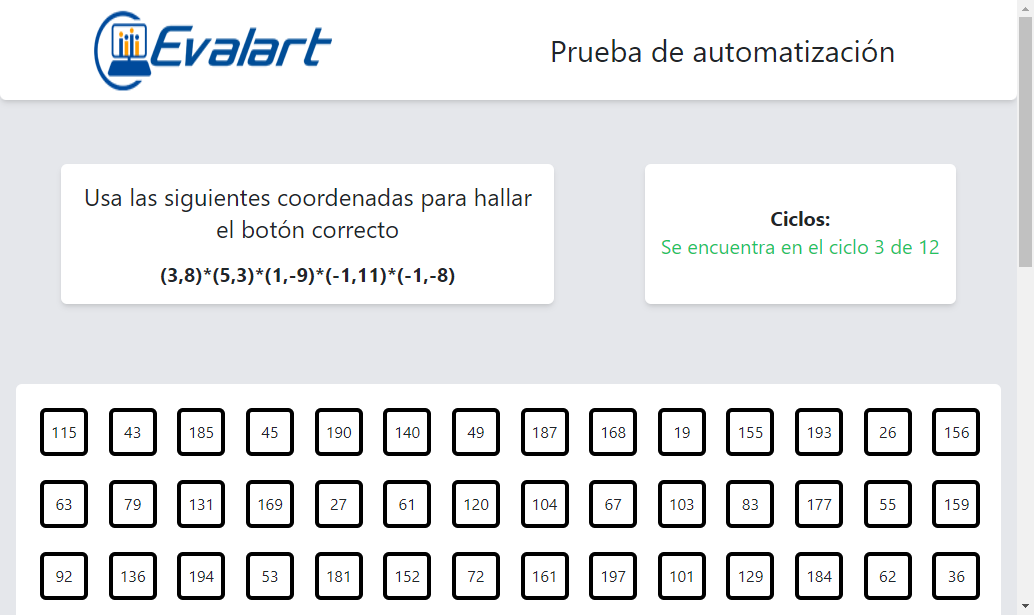 Evalart
Prueba de automatización
Usa las siguientes coordenadas para hallar
el botón correcto
(3,8)*(5,3)*(1,-9)*(-1,11)*(-1,-8)
Ciclos:
Se encuentra en el ciclo 3 de 12
115 43 185 45 190 140 49 187 168 19 155 193 26 156
63 79 131 169 27 61 120 104 67 103 83 177 55 159
92 136 194 53 181 152 72 161 197 101 129 184 62 36